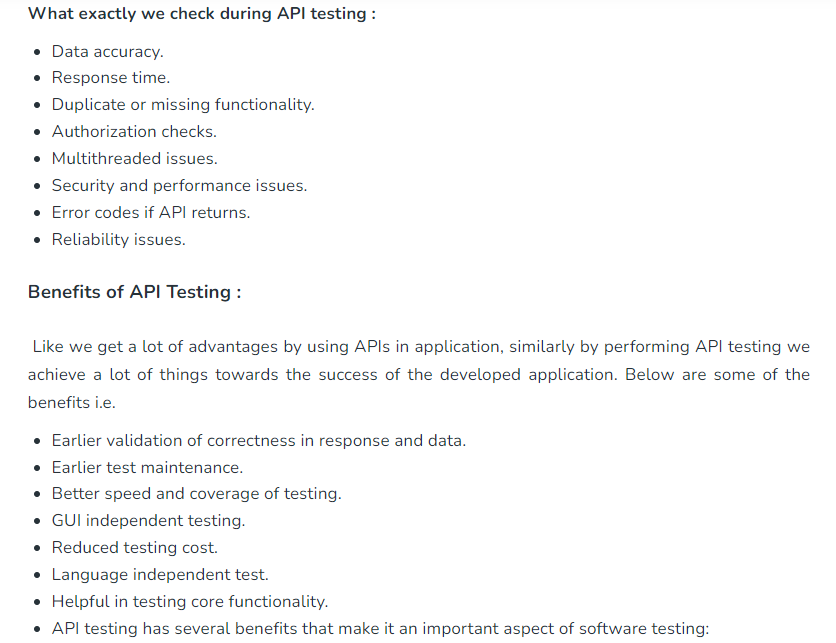 What exactly we check during API testing :
• Data accuracy.
• Response time.
• Duplicate or missing functionality.
• Authorization checks.
• Multithreaded issues.
• Security and performance issues.
• Error codes if API returns.
• Reliability issues.
Benefits of API Testing :
Like we get a lot of advantages by using APIs in application, similarly by performing API testing we
achieve a lot of things towards the success of the developed application. Below are some of the
benefits i.e.
• Earlier validation of correctness in response and data.
• Earlier test maintenance.
• Better speed and coverage of testing.
• GUI independent testing.
• Reduced testing cost.
• Language independent test.
• Helpful in testing core functionality.
• API testing has several benefits that make it an important aspect of software testing: